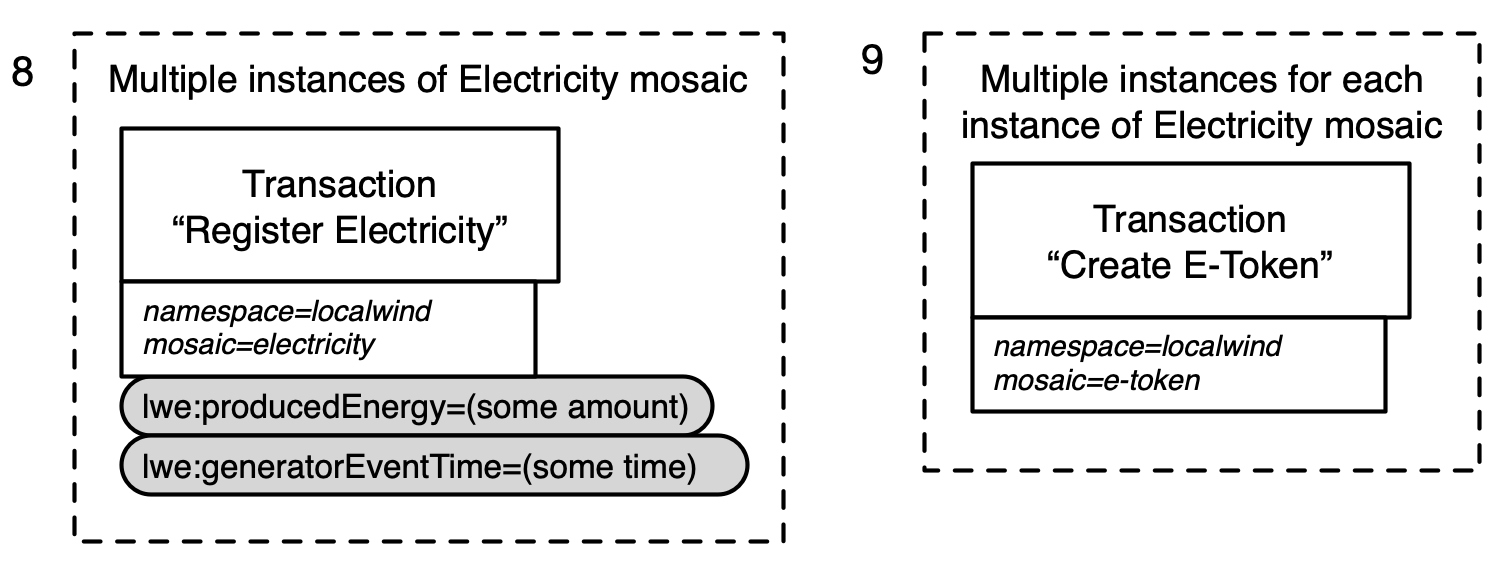 8
Multiple instances of Electricity mosaic
Transaction
“Register Electricity”
namespace=localwind
mosaic=electricity
lwe:producedEnergy=(some amount)
lwe:generatorEventTime=(some time)
9
Multiple instances for each
instance of Electricity mosaic
Transaction
“Create E-Token”
namespace=localwind
mosaic=e-token